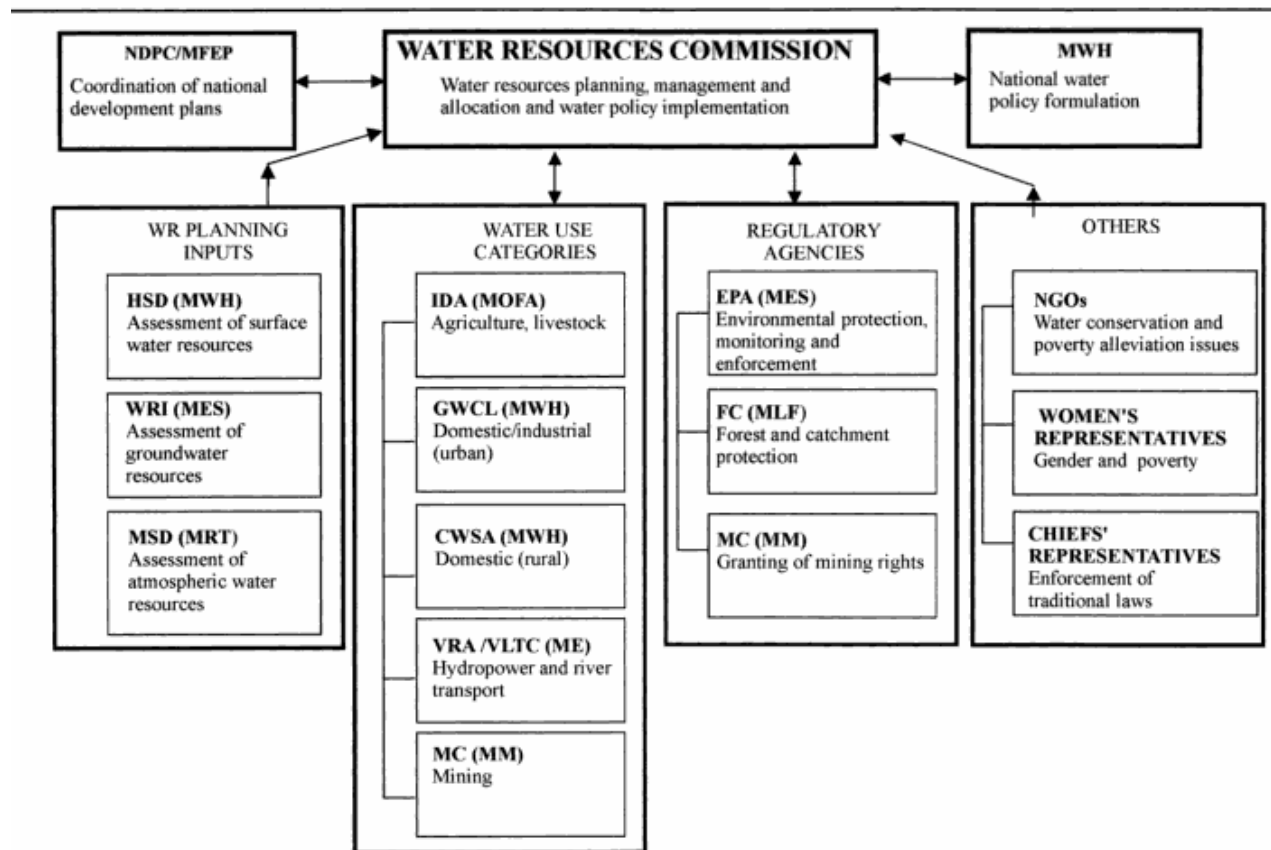 NDPC/MFEP
Coordination of national
development plans
WATER RESOURCES COMMISSION
Water resources planning, management and
allocation and water policy implementation
MWH
National water
policy formulation
WR PLANNING
INPUTS
HSD (MWH)
Assessment of surface
water resources
WRI (MES)
Assessment of
groundwater
resources
MSD (MRT)
Assessment of
atmospheric water
resources
WATER USE
CATEGORIES
IDA (MOFA)
Agriculture, livestock
GWCL (MWH)
Domestic/industrial
(urban)
CWSA (MWH)
Domestic (rural)
VRA /VLTC (ME)
Hydropower and river
transport
MC (MM)
Mining
REGULATORY
AGENCIES
EPA (MES)
Environmental protection,
monitoring and
enforcement
FC (MLF)
Forest and catchment
protection
MC (MM)
Granting of mining rights
OTHERS
NGOs
Water conservation and
poverty alleviation issues
WOMEN'S
REPRESENTATIVES
Gender and poverty
CHIEFS'
REPRESENTATIVES
Enforcement of
traditional laws